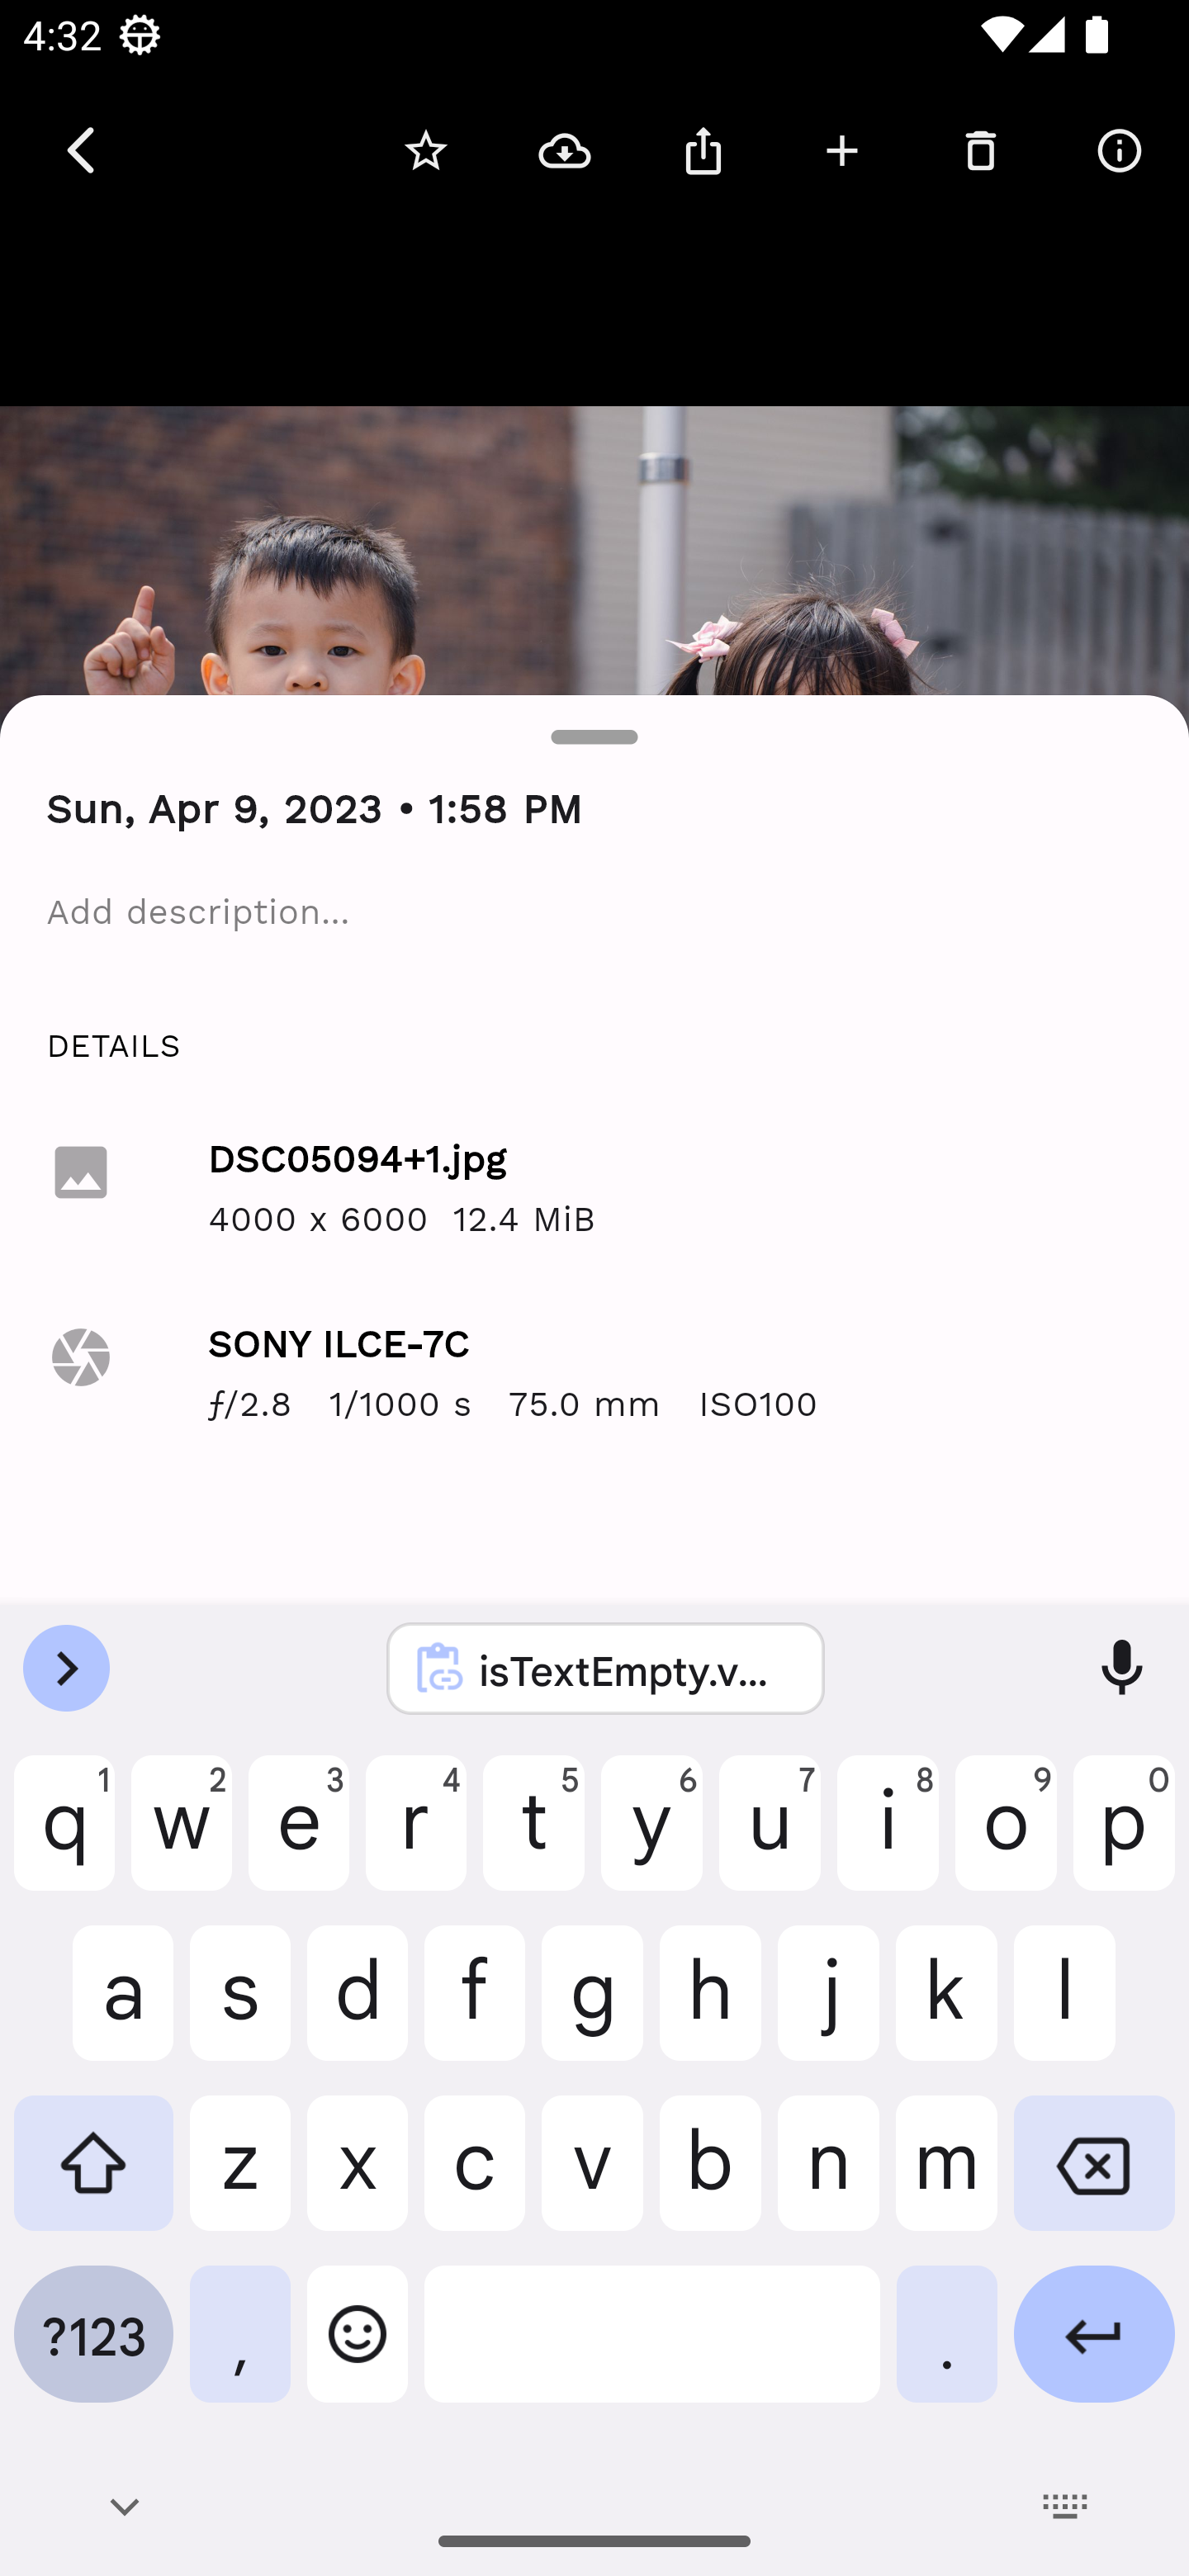 4:32
Sun, Apr 9, 2023 • 1:58 PM
Add description...
DETAILS
DSC05094+1.jpg
4000 x 6000 12.4 MiB
SONY ILCE-7C
ƒ/2.8 1/1000 s 75.0 mm ISO100
isTextEmpty.v...
1 2 3 4 5 6 7 8 9 0
q w e r t y u i o p
a s d f g h j k l
z x c v b n m
?123 , .